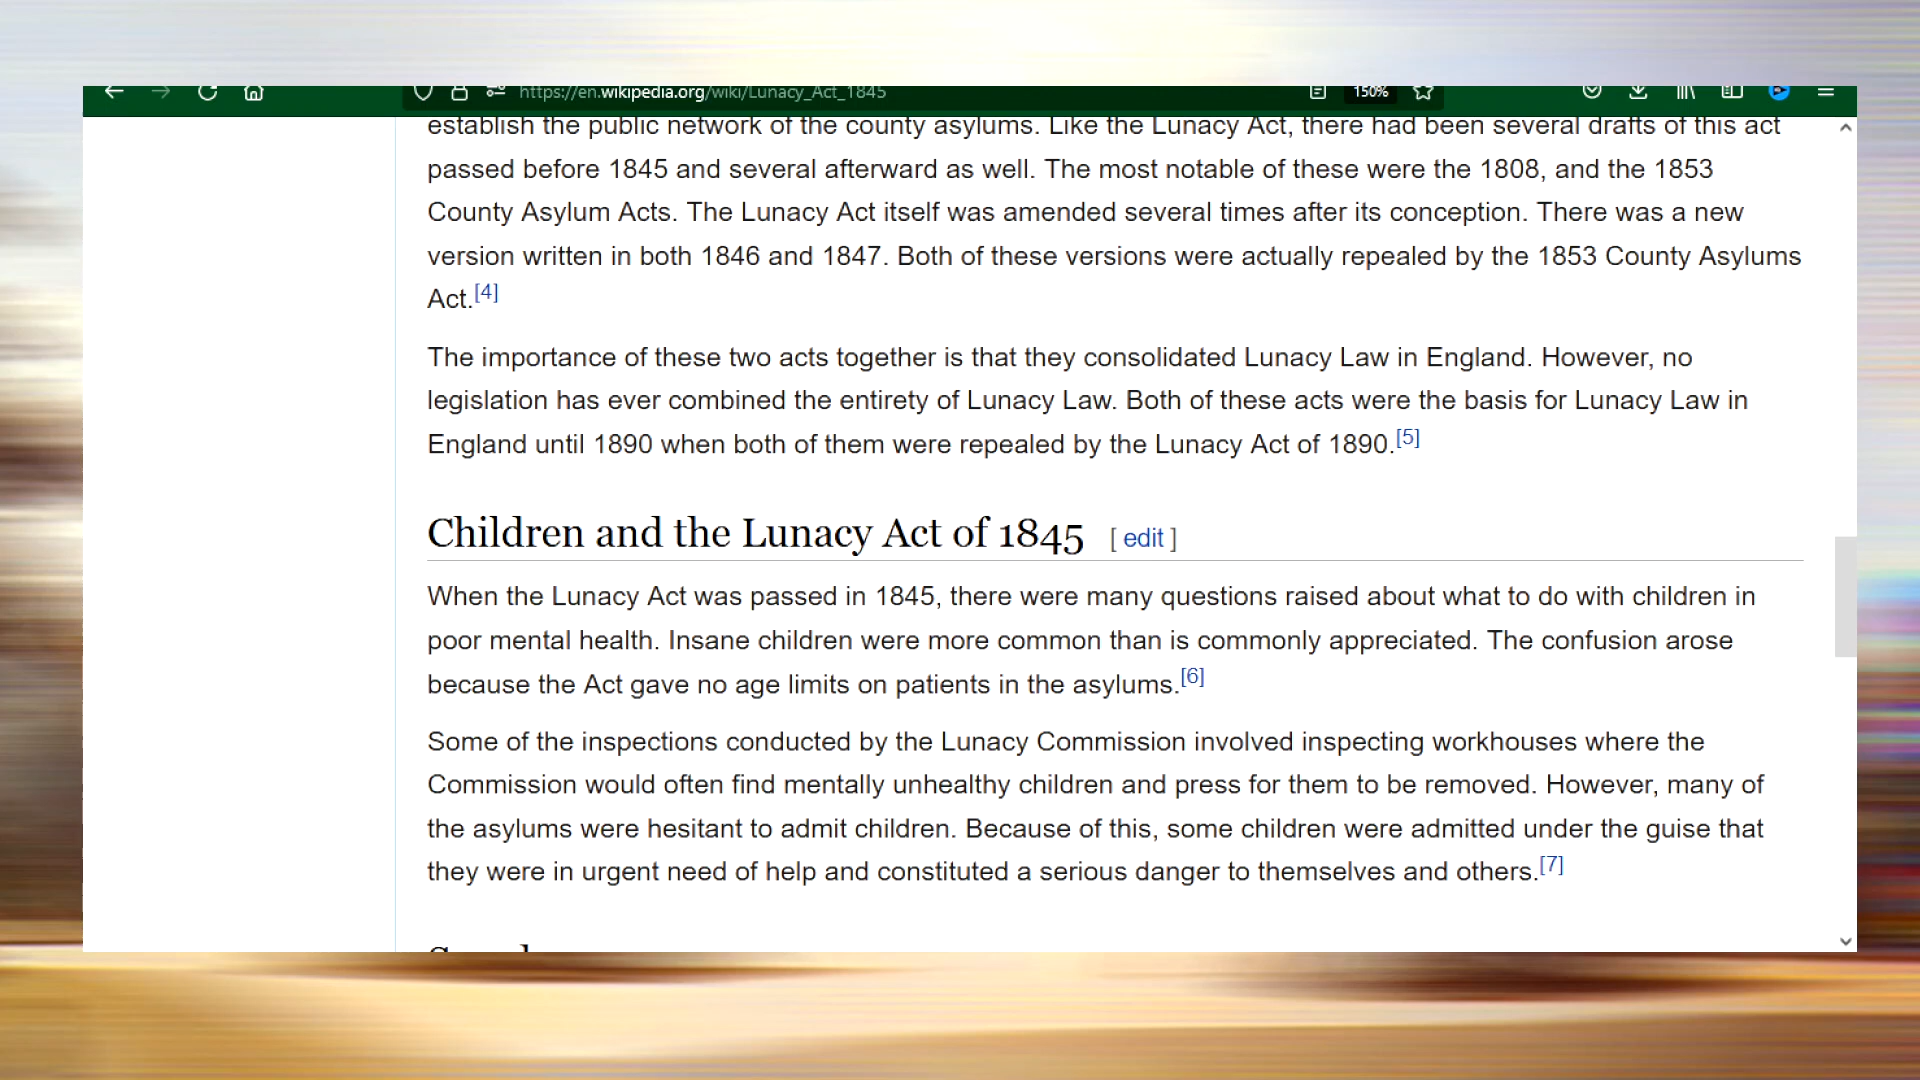 https://en.wikipedia.org/wiki/Lunacy_Act_1845
150%
establish the public network of the county asylums. Like the Lunacy Act, there had been several drafts of this act
passed before 1845 and several afterward as well. The most notable of these were the 1808, and the 1853
County Asylum Acts. The Lunacy Act itself was amended several times after its conception. There was a new
version written in both 1846 and 1847. Both of these versions were actually repealed by the 1853 County Asylums
Act.[4]
The importance of these two acts together is that they consolidated Lunacy Law in England. However, no
legislation has ever combined the entirety of Lunacy Law. Both of these acts were the basis for Lunacy Law in
England until 1890 when both of them were repealed by the Lunacy Act of 1890.[5]
Children and the Lunacy Act of 1845 [ edit ]
When the Lunacy Act was passed in 1845, there were many questions raised about what to do with children in
poor mental health. Insane children were more common than is commonly appreciated. The confusion arose
because the Act gave no age limits on patients in the asylums.[6]
Some of the inspections conducted by the Lunacy Commission involved inspecting workhouses where the
Commission would often find mentally unhealthy children and press for them to be removed. However, many of
the asylums were hesitant to admit children. Because of this, some children were admitted under the guise that
they were in urgent need of help and constituted a serious danger to themselves and others.[7]